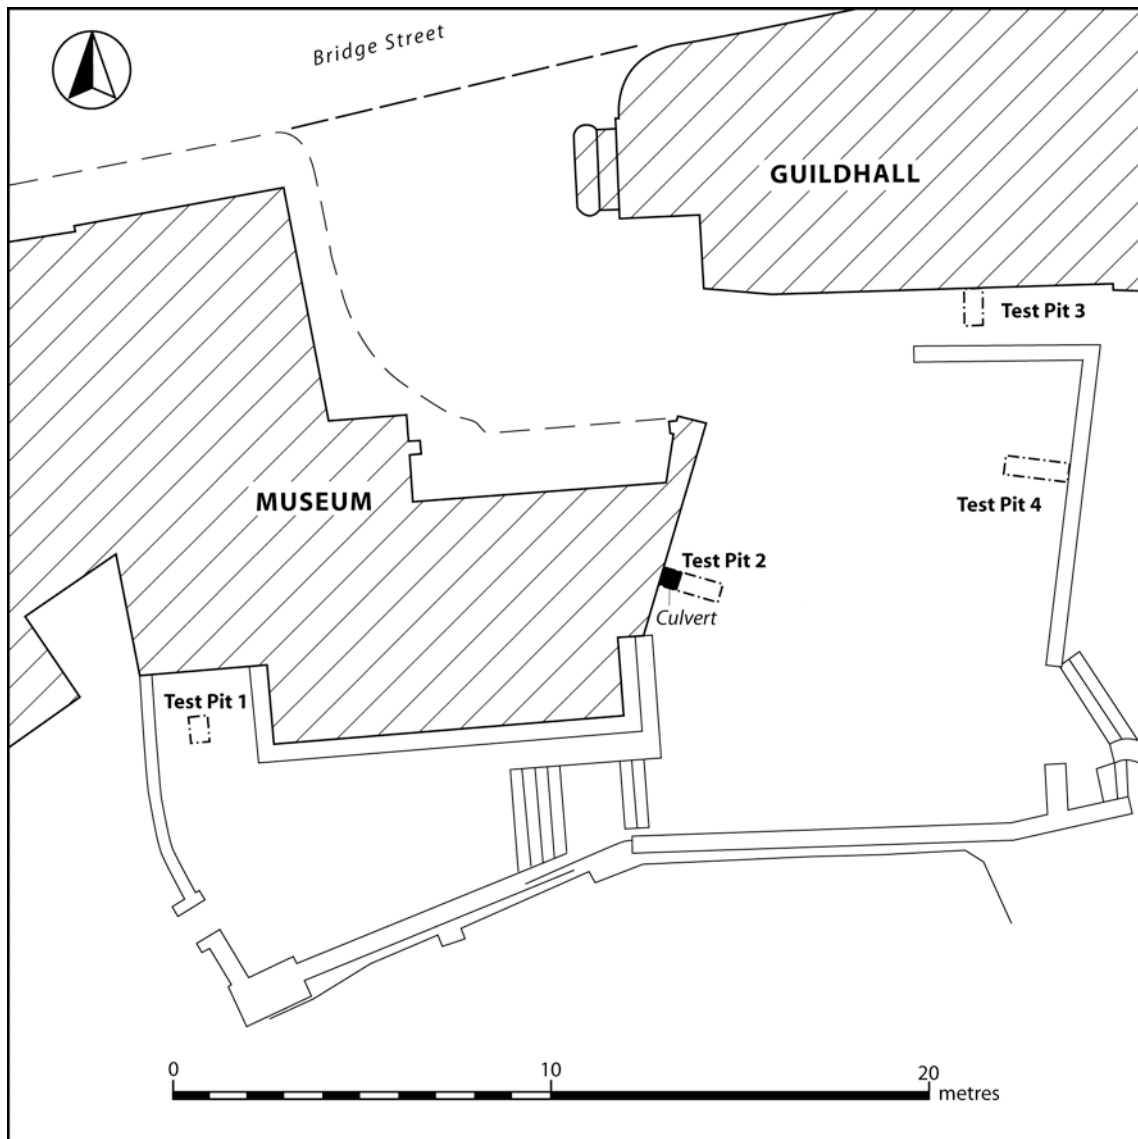 Bridge Street
GUILDHALL
Test Pit 3
MUSEUM
Test Pit 4
Test Pit 2
Culvert
Test Pit 1
0
10
20
metres